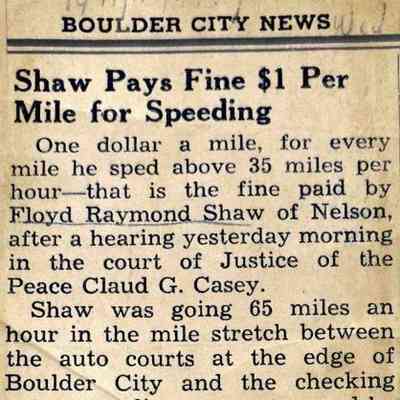 BOULDER CITY NEWS
Wed
Shaw Pays Fine $1 Per
Mile for Speeding
One dollar a mile, for every
mile he sped above 35 miles per
hour—that is the fine paid by
Floyd Raymond Shaw of Nelson,
after a hearing yesterday morning
in the court of Justice of the
Peace Claud G. Casey.
Shaw was going 65 miles an
hour in the mile stretch between
the auto courts at the edge of
Boulder City and the checking